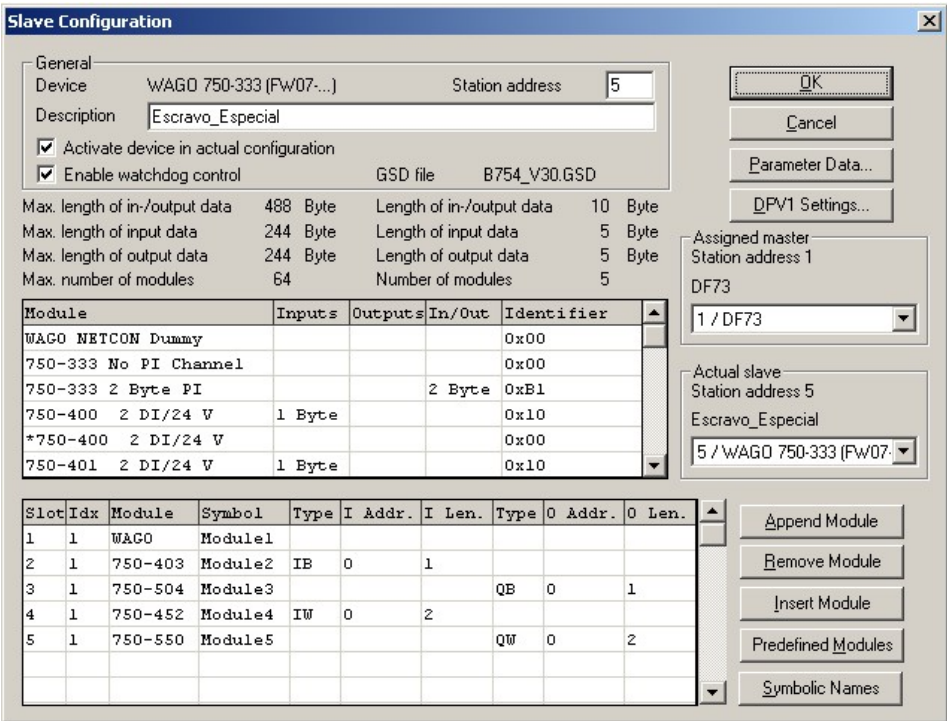 Slave Configuration
General
Device WAGO 750-333 (FW07-...) Station address 5
Description Escravo_Especial
Activate device in actual configuration
Enable watchdog control GSD file B754_V30.GSD
Max. length of in-/output data 488 Byte Length of in-/output data 10 Byte
Max. length of input data 244 Byte Length of input data 5 Byte
Max. length of output data 244 Byte Length of output data 5 Byte
Max. number of modules 64 Number of modules 5
OK
Cancel
Parameter Data...
DPV1 Settings...
Assigned master
Station address 1
DF73
1 / DF73
Actual slave
Station address 5
Escravo_Especial
5 / WAGO 750-333 (FW07-
Module Inputs Outputs In/Out Identifier
WAGO NETCON Dummy 0x00
750-333 No PI Channel 0x00
750-333 2 Byte PI 2 Byte 0xB1
750-400 2 DI/24 V 1 Byte 0x10
*750-400 2 DI/24 V 0x00
750-401 2 DI/24 V 1 Byte 0x10
Slot Idx Module Symbol Type I Addr. I Len. Type O Addr. O Len.
1 1 WAGO Module1
2 1 750-403 Module2 IB 0 1
3 1 750-504 Module3 QB 0 1
4 1 750-452 Module4 IW 0 2
5 1 750-550 Module5 QW 0 2
Append Module
Remove Module
Insert Module
Predefined Modules
Symbolic Names